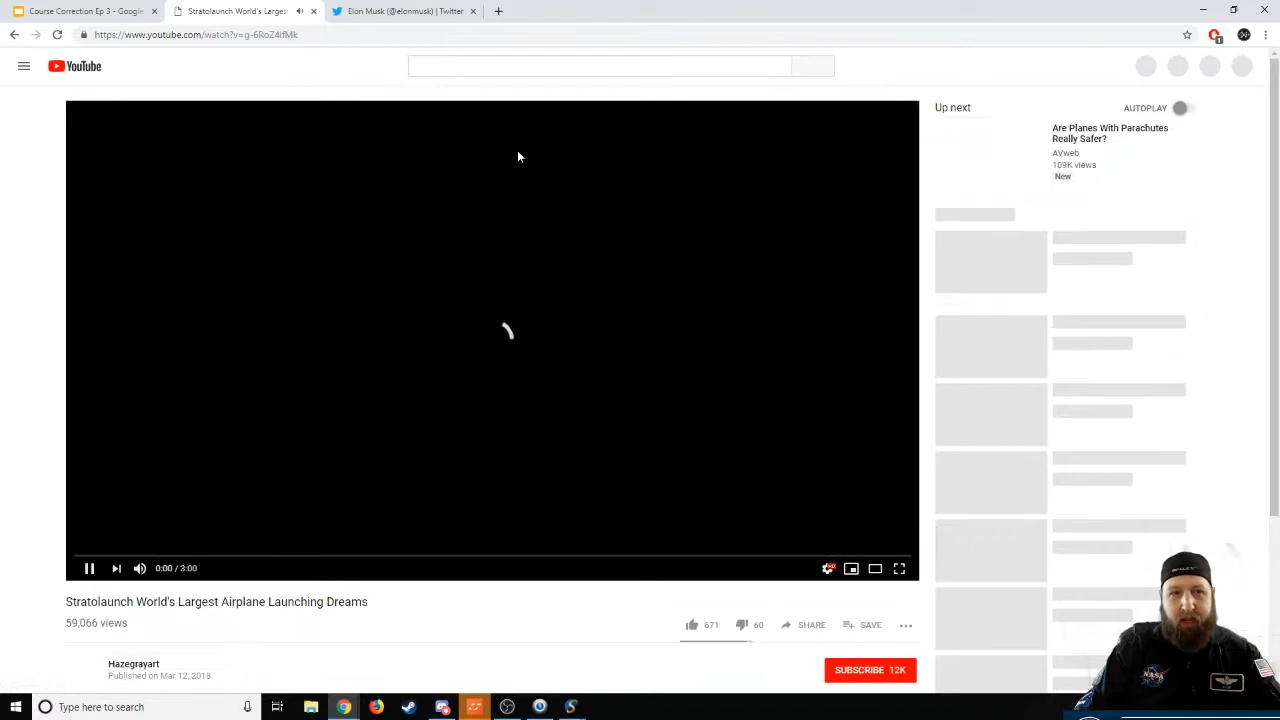 Course Correction Ep 3 - Google
Stratolaunch World's Larges
Elon Musk (@elonmusk) | Twitter
https://www.youtube.com/watch?v=g-6RoZ4lfMk
1
YouTube
Up next
AUTOPLAY
Are Planes With Parachutes
Really Safer?
AVweb
109K views
New
0:00 / 3:00
Stratolaunch World's Largest Airplane Launching Dreams
59,066 views
671
60
SHARE
SAVE
Hazegrayart
Published on Mar 12, 2018
SUBSCRIBE 12K
NASA
Type here to search